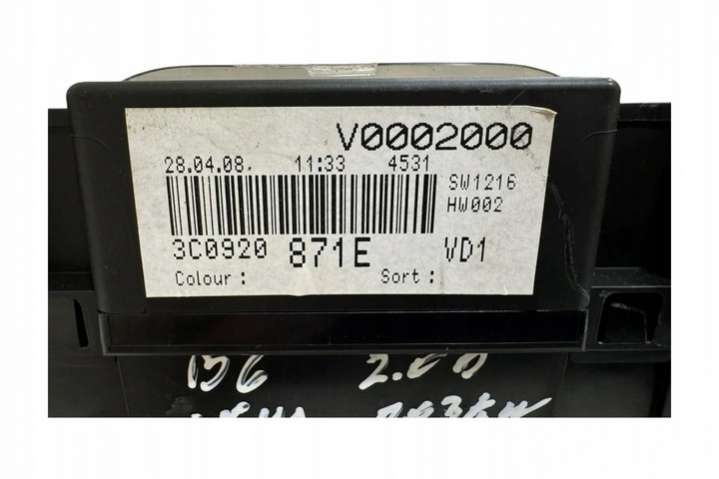 V0002000
28.04.08. 11:33 4531
SW1216
HW002
3C0920 871E VD1
Colour : Sort :